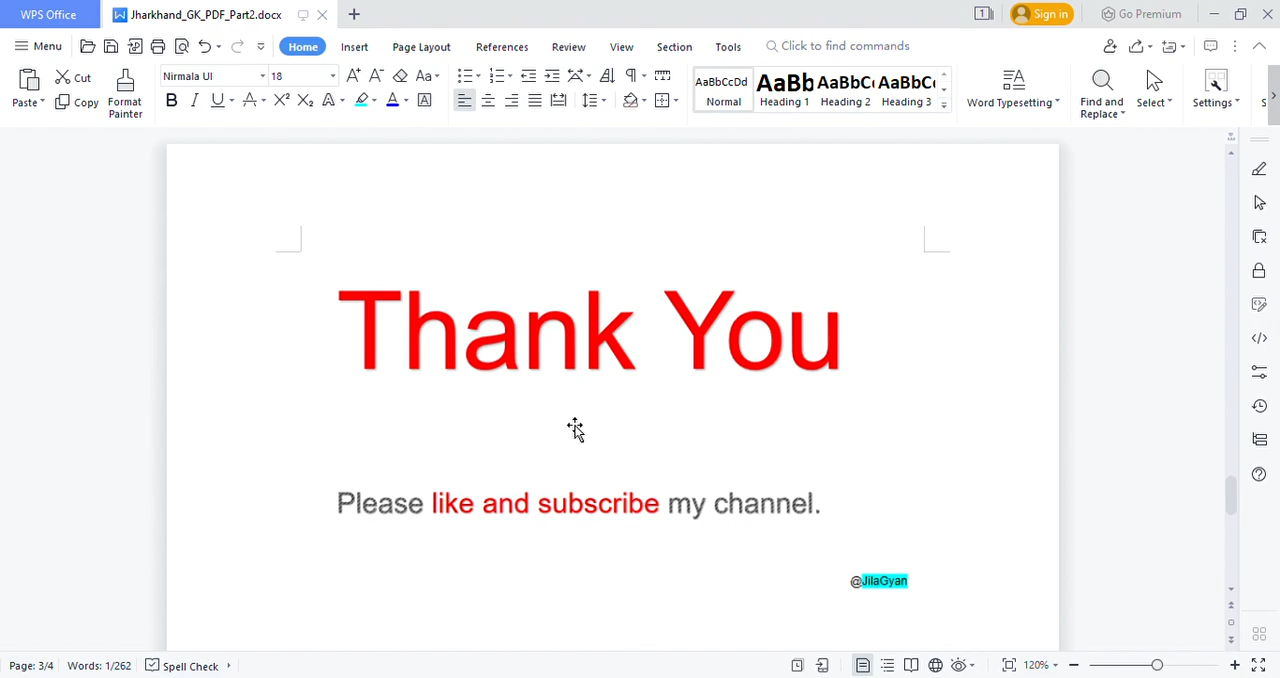 WPS Office Jharkhand_GK_PDF_Part2.docx Sign in Go Premium
Menu Home Insert Page Layout References Review View Section Tools Click to find commands
Paste Cut Copy Format Painter Nirmala UI 18 AaBbCcDd Normal AaBb Heading 1 AaBbC Heading 2 AaBbC Heading 3 Word Typesetting Find and Replace Select Settings
Thank You
Please like and subscribe my channel.
@JilaGyan
Page: 3/4 Words: 1/262 Spell Check 120%